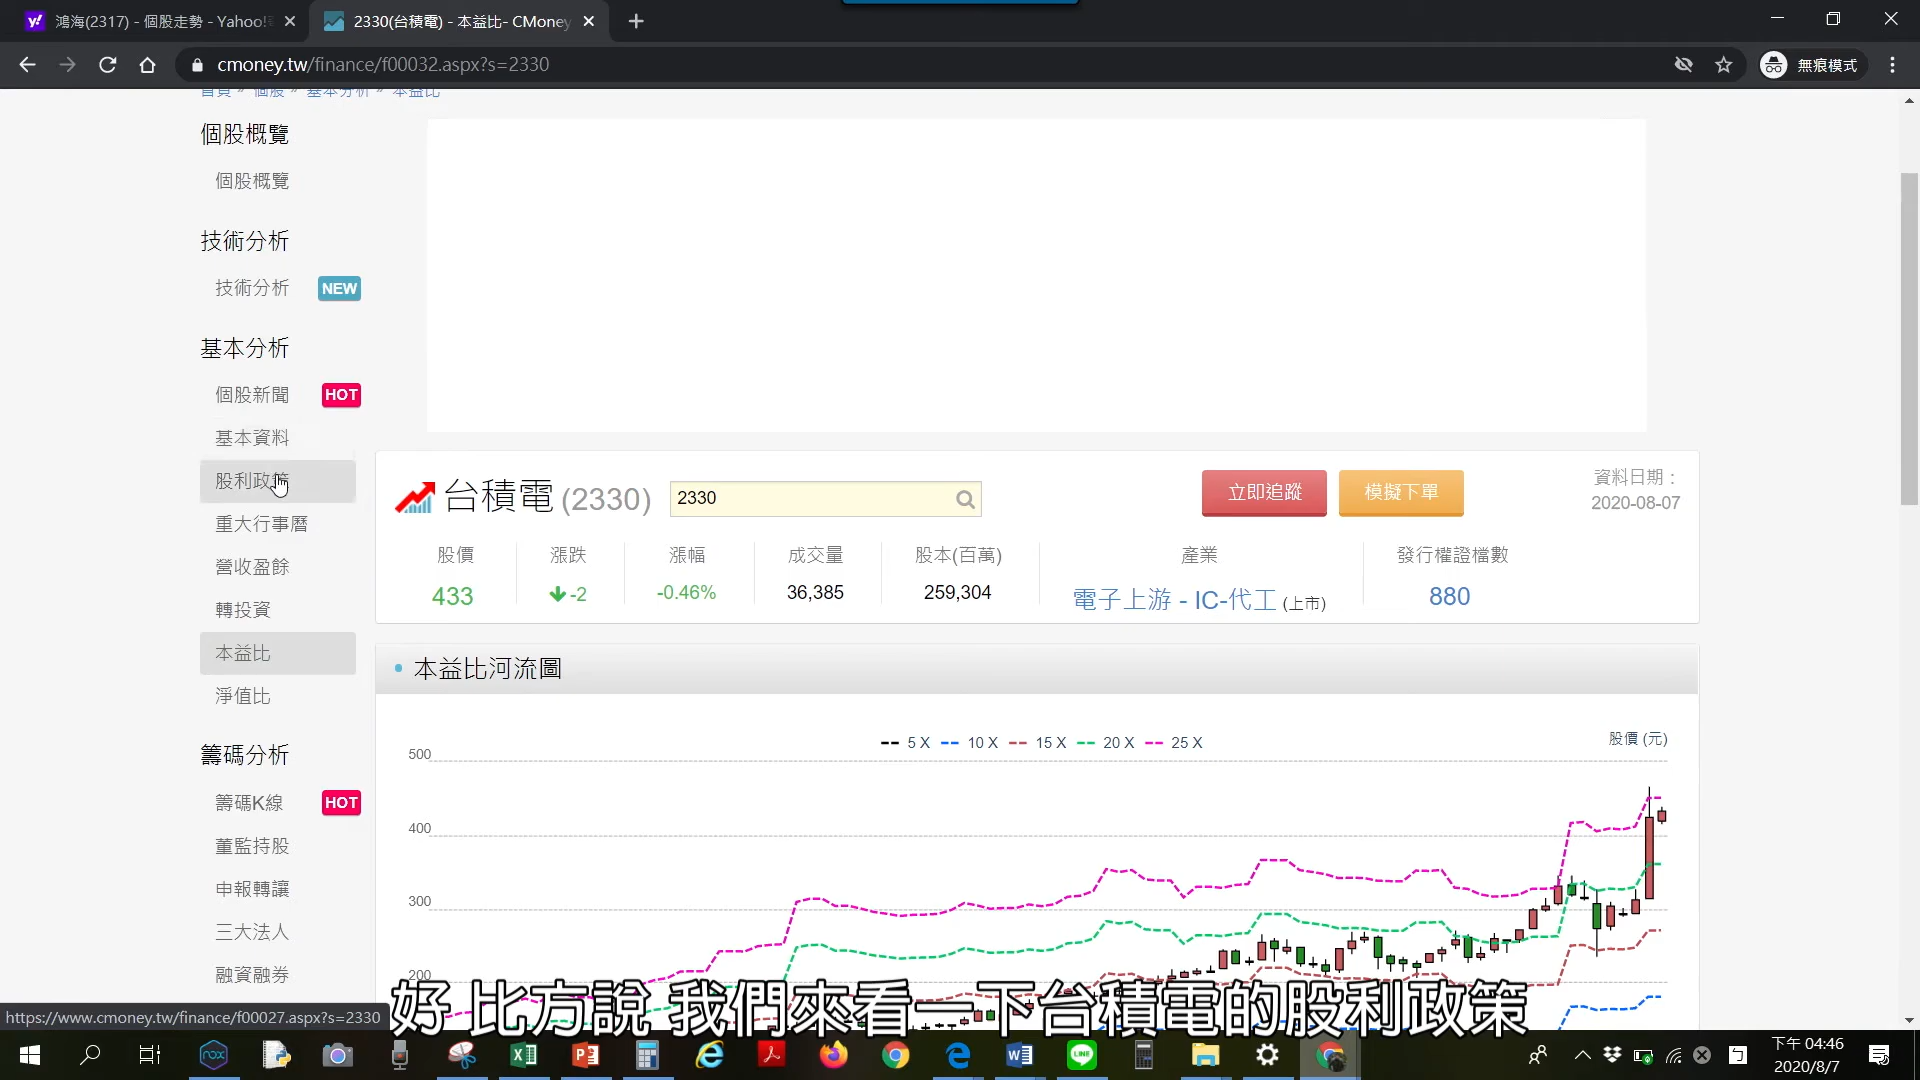 鴻海(2317) - 個股走勢 - Yahoo!
2330(台積電) - 本益比- CMoney
cmoney.tw/finance/f00032.aspx?s=2330
無痕模式
首頁 » 個股 » 基本分析 » 本益比
個股概覽
個股概覽
技術分析
技術分析 NEW
基本分析
個股新聞 HOT
基本資料
股利政策
重大行事曆
營收盈餘
轉投資
本益比
淨值比
籌碼分析
籌碼K線 HOT
董監持股
申報轉讓
三大法人
融資融券
台積電 (2330) 2330
立即追蹤 模擬下單
資料日期：
2020-08-07
股價 漲跌 漲幅 成交量 股本(百萬) 產業 發行權證檔數
433 -2 -0.46% 36,385 259,304 電子上游 - IC-代工 (上市) 880
本益比河流圖
5 X 10 X 15 X 20 X 25 X
股價 (元)
500
400
300
200
https://www.cmoney.tw/finance/f00027.aspx?s=2330
好 比方說 我們來看一下台積電的股利政策
下午 04:46
2020/8/7